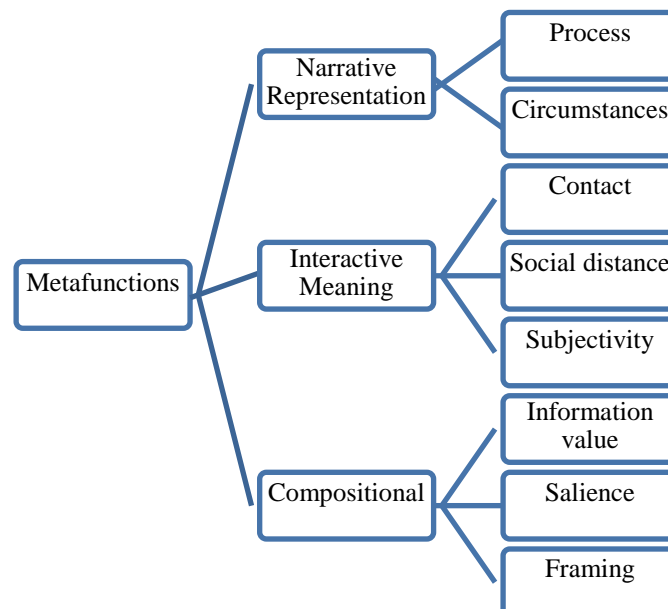 Metafunctions
Narrative
Representation
Process
Circumstances
Interactive
Meaning
Contact
Social distance
Subjectivity
Compositional
Information
value
Salience
Framing